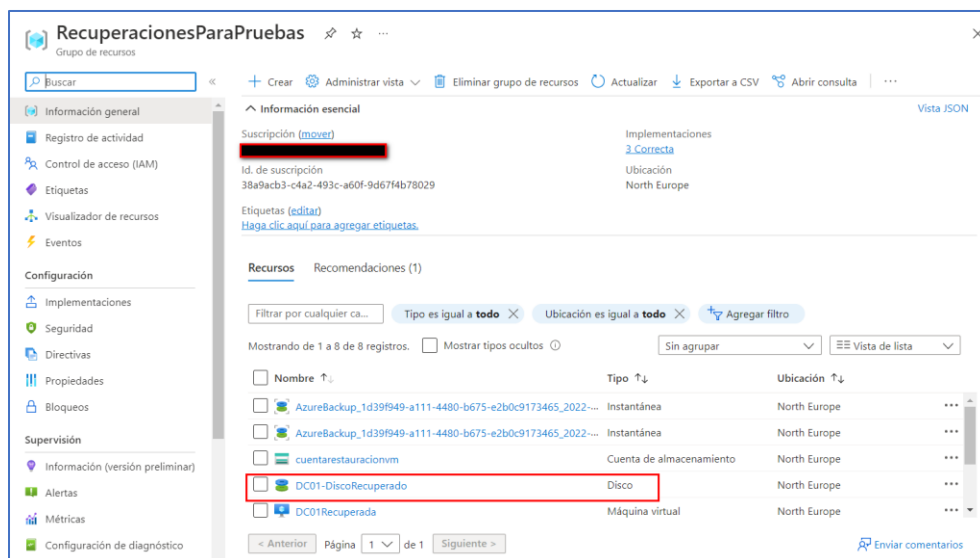 RecuperacionesParaPruebas
Grupo de recursos
Buscar
Crear Administrar vista Eliminar grupo de recursos Actualizar Exportar a CSV Abrir consulta
Información general
Registro de actividad
Control de acceso (IAM)
Etiquetas
Visualizador de recursos
Eventos
Configuración
Implementaciones
Seguridad
Directivas
Propiedades
Bloqueos
Supervisión
Información (versión preliminar)
Alertas
Métricas
Configuración de diagnóstico
Información esencial
Vista JSON
Suscripción (mover)
Id. de suscripción
38a9acb3-c4a2-493c-a60f-9d67f4b78029
Etiquetas (editar)
Haga clic aquí para agregar etiquetas.
Implementaciones
3 Correcta
Ubicación
North Europe
Recursos Recomendaciones (1)
Filtrar por cualquier ca... Tipo es igual a todo Ubicación es igual a todo Agregar filtro
Mostrando de 1 a 8 de 8 registros. Mostrar tipos ocultos Sin agrupar Vista de lista
Nombre Tipo Ubicación
AzureBackup_1d39f949-a111-4480-b675-e2b0c9173465_2022-... Instantánea North Europe
AzureBackup_1d39f949-a111-4480-b675-e2b0c9173465_2022-... Instantánea North Europe
cuentarestauracionvm Cuenta de almacenamiento North Europe
DC01-DiscoRecuperado Disco North Europe
DC01Recuperada Máquina virtual North Europe
< Anterior Página 1 de 1 Siguiente >
Enviar comentarios